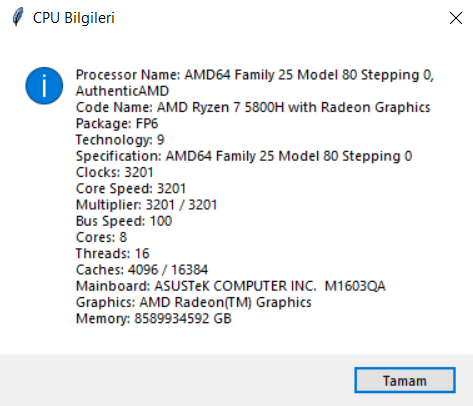 CPU Bilgileri
Processor Name: AMD64 Family 25 Model 80 Stepping 0,
AuthenticAMD
Code Name: AMD Ryzen 7 5800H with Radeon Graphics
Package: FP6
Technology: 9
Specification: AMD64 Family 25 Model 80 Stepping 0
Clocks: 3201
Core Speed: 3201
Multiplier: 3201 / 3201
Bus Speed: 100
Cores: 8
Threads: 16
Caches: 4096 / 16384
Mainboard: ASUSTeK COMPUTER INC.  M1603QA
Graphics: AMD Radeon(TM) Graphics
Memory: 8589934592 GB
Tamam